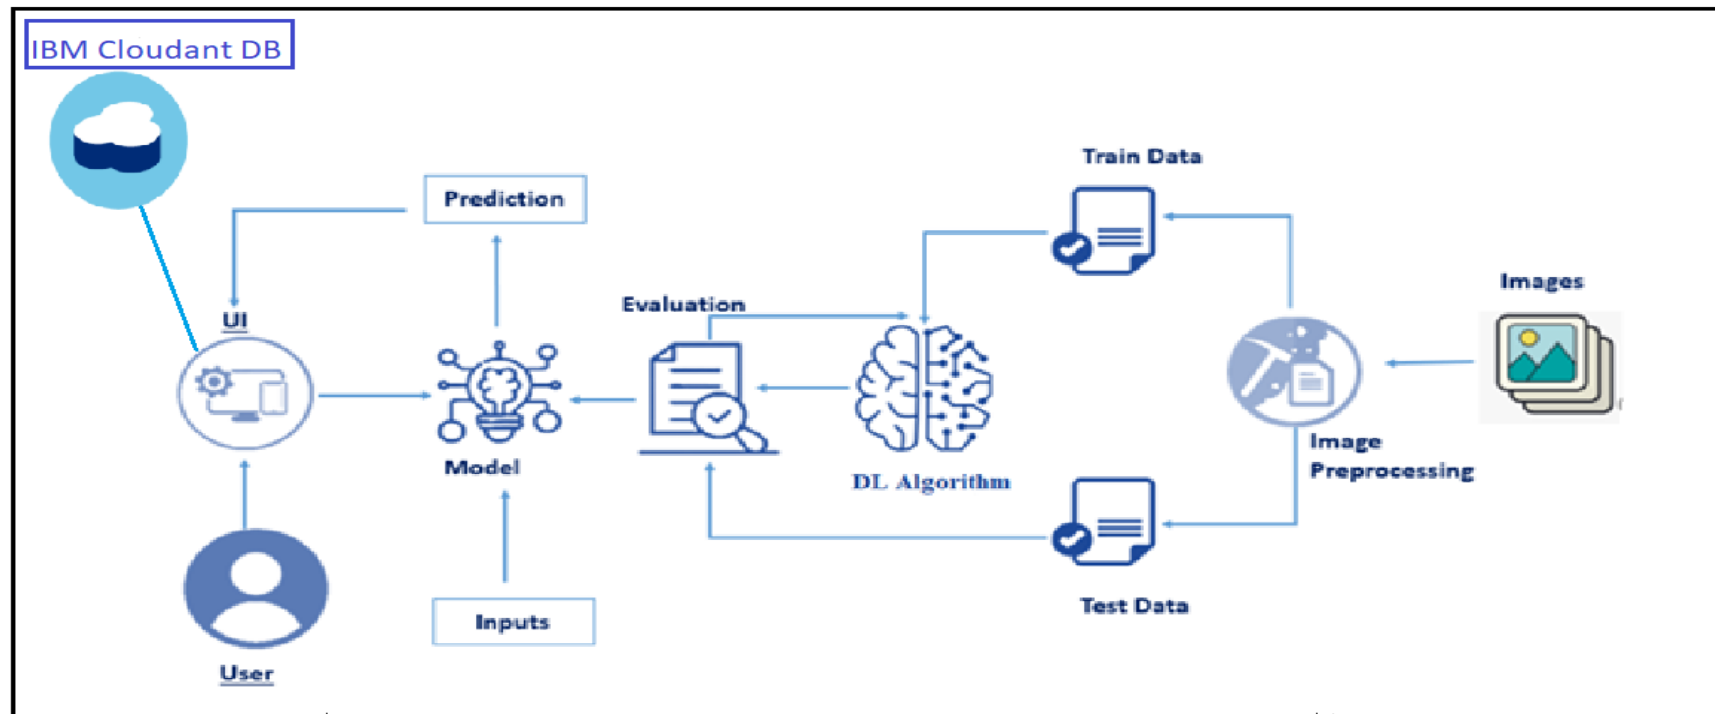 IBM Cloudant DB
Prediction
Train Data
Images
Evaluation
UI
Image
Preprocessing
Model
DL Algorithm
Test Data
Inputs
User